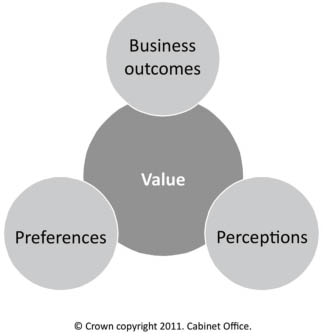 Business
outcomes
Value
Preferences
Perceptions
© Crown copyright 2011. Cabinet Office.